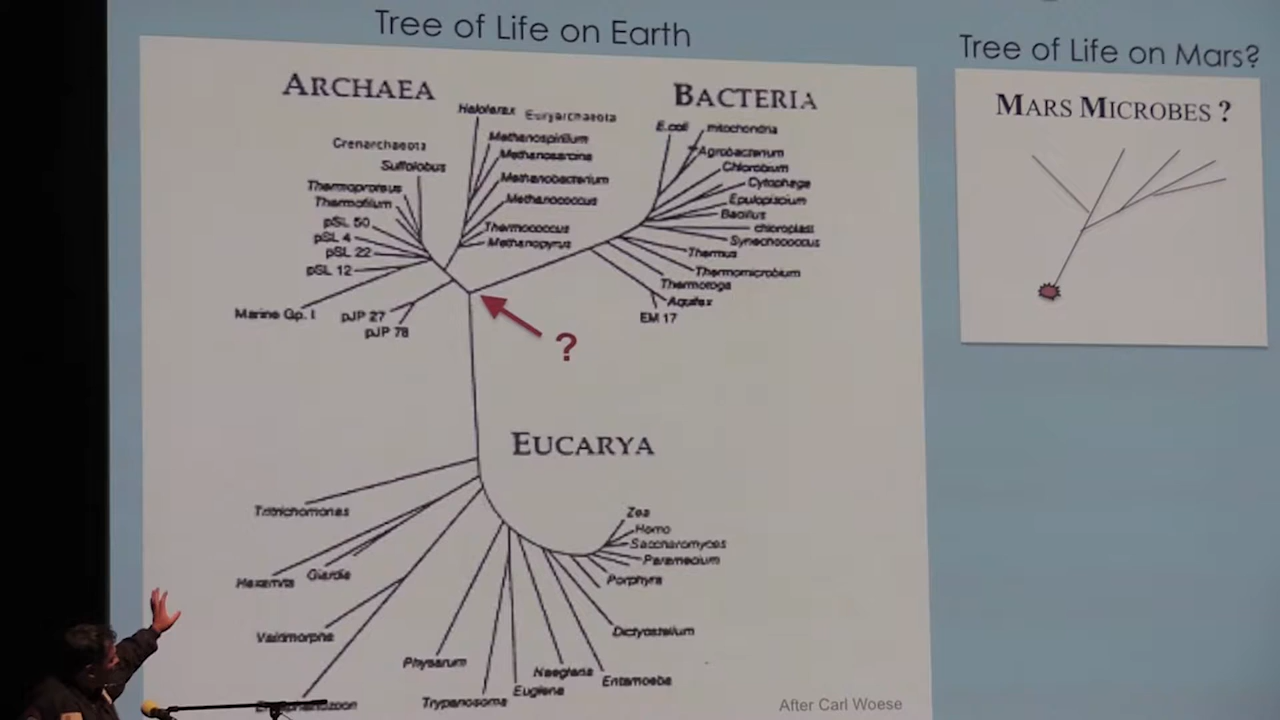 Tree of Life on Earth
ARCHAEA
BACTERIA
Haloferax
Euryarchaeota
Methanospirillum
Methanosarcina
Methanobacterium
Methanococcus
Thermococcus
Methanopyrus
Crenarchaeota
Sulfolobus
Thermoproteus
Thermofilum
pSL 50
pSL 4
pSL 22
pSL 12
Marine Gp. I
pJP 27
pJP 78
E.coli
mitochondria
Agrobacterium
Chlorobium
Cytophaga
Epulopiscium
Bacillus
chloroplast
Synechococcus
Thermus
Thermomicrobium
Thermotoga
Aquifex
EM 17
?
EUCARYA
Tritrichomonas
Hexamita
Giardia
Vairimorpha
Physarum
Trypanosoma
Euglena
Naegleria
Entamoeba
Dictyostelium
Porphyra
Paramecium
Saccharomyces
Homo
Zea
After Carl Woese
Tree of Life on Mars?
MARS MICROBES ?